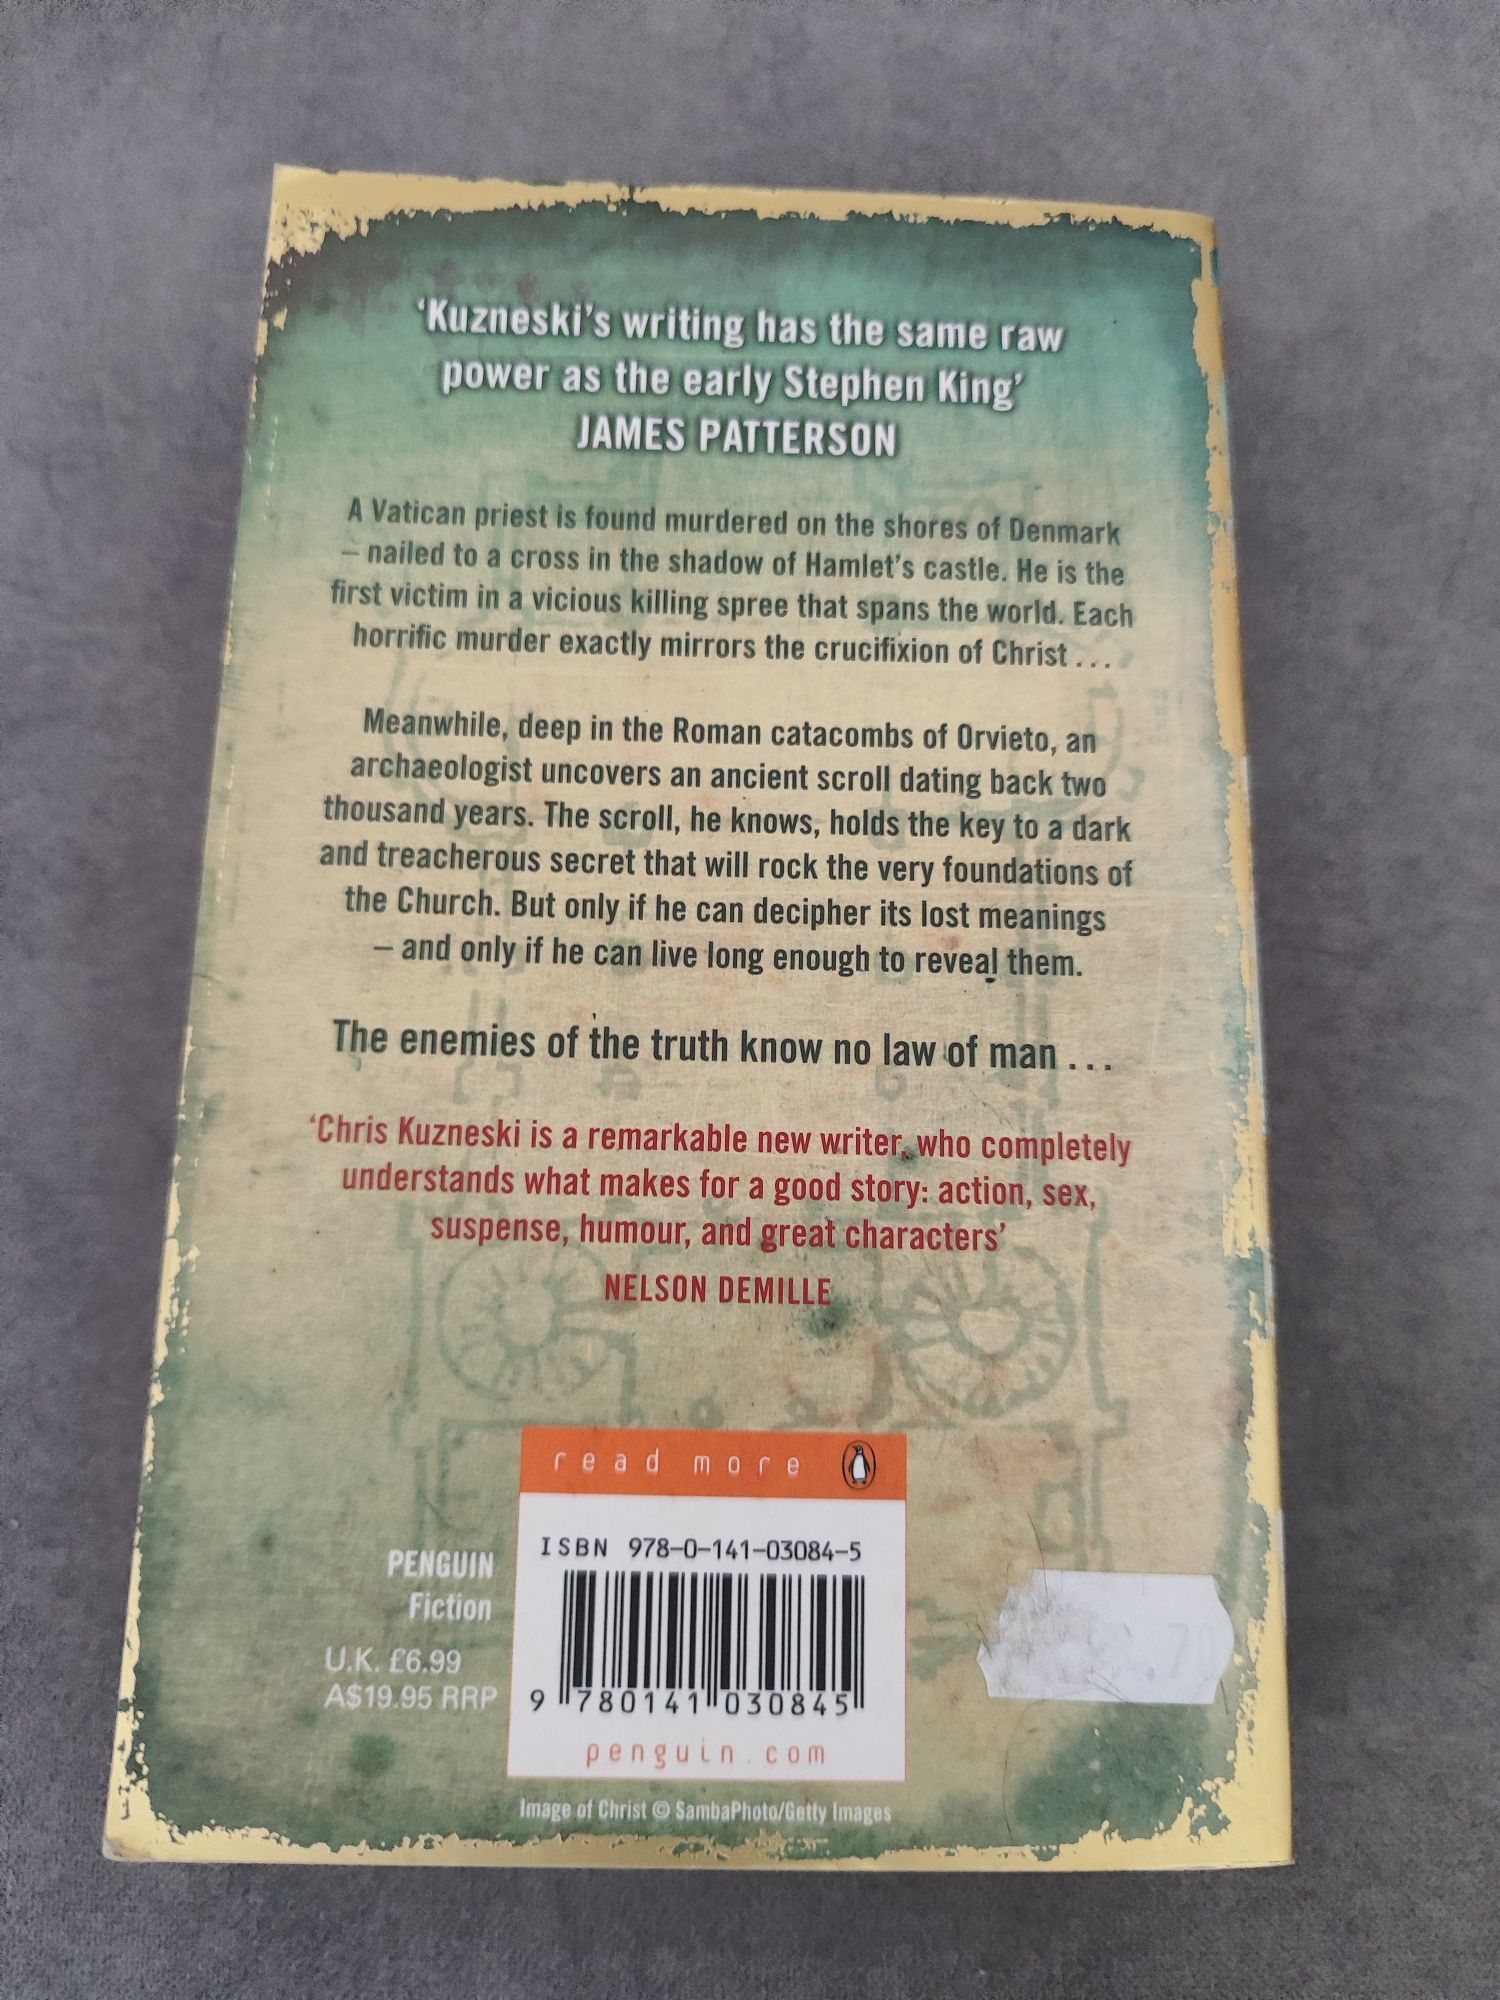 ‘Kuzneski’s writing has the same raw
power as the early Stephen King’
JAMES PATTERSON
A Vatican priest is found murdered on the shores of Denmark
– nailed to a cross in the shadow of Hamlet’s castle. He is the
first victim in a vicious killing spree that spans the world. Each
horrific murder exactly mirrors the crucifixion of Christ . . .
Meanwhile, deep in the Roman catacombs of Orvieto, an
archaeologist uncovers an ancient scroll dating back two
thousand years. The scroll, he knows, holds the key to a dark
and treacherous secret that will rock the very foundations of
the Church. But only if he can decipher its lost meanings
– and only if he can live long enough to reveal them.
The enemies of the truth know no law of man . . .
‘Chris Kuzneski is a remarkable new writer, who completely
understands what makes for a good story: action, sex,
suspense, humour, and great characters’
NELSON DEMILLE
read more
PENGUIN
Fiction
U.K. £6.99
A$19.95 RRP
ISBN 978-0-141-03084-5
9 780141 030845
penguin.com
Image of Christ © SambaPhoto/Getty Images